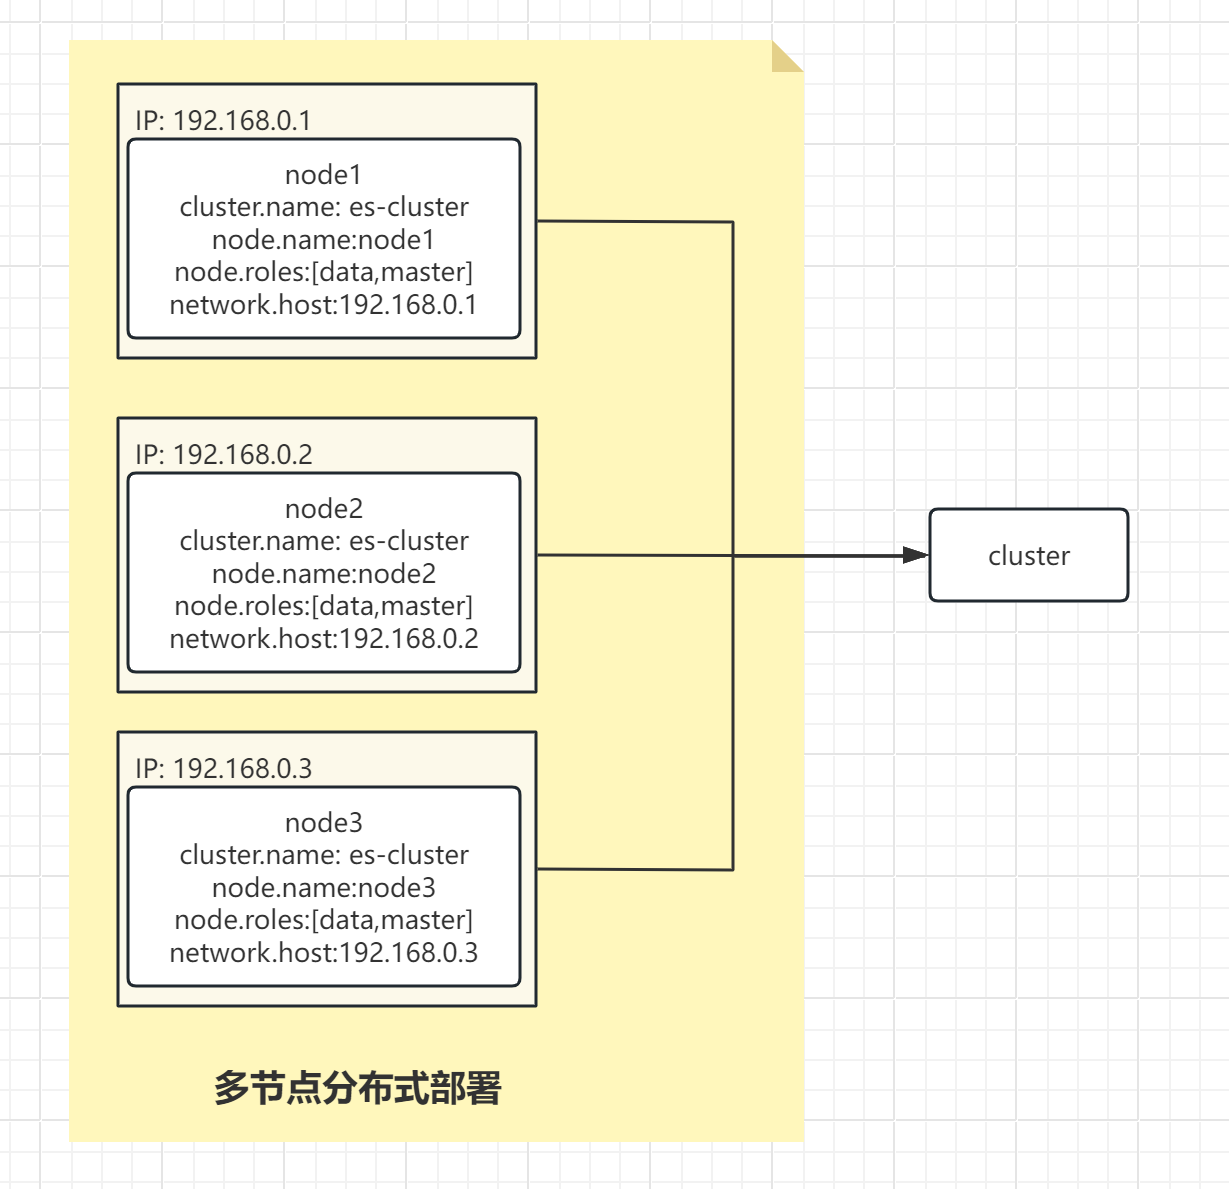 IP: 192.168.0.1
node1
cluster.name: es-cluster
node.name:node1
node.roles:[data,master]
network.host:192.168.0.1
IP: 192.168.0.2
node2
cluster.name: es-cluster
node.name:node2
node.roles:[data,master]
network.host:192.168.0.2
cluster
IP: 192.168.0.3
node3
cluster.name: es-cluster
node.name:node3
node.roles:[data,master]
network.host:192.168.0.3
多节点分布式部署